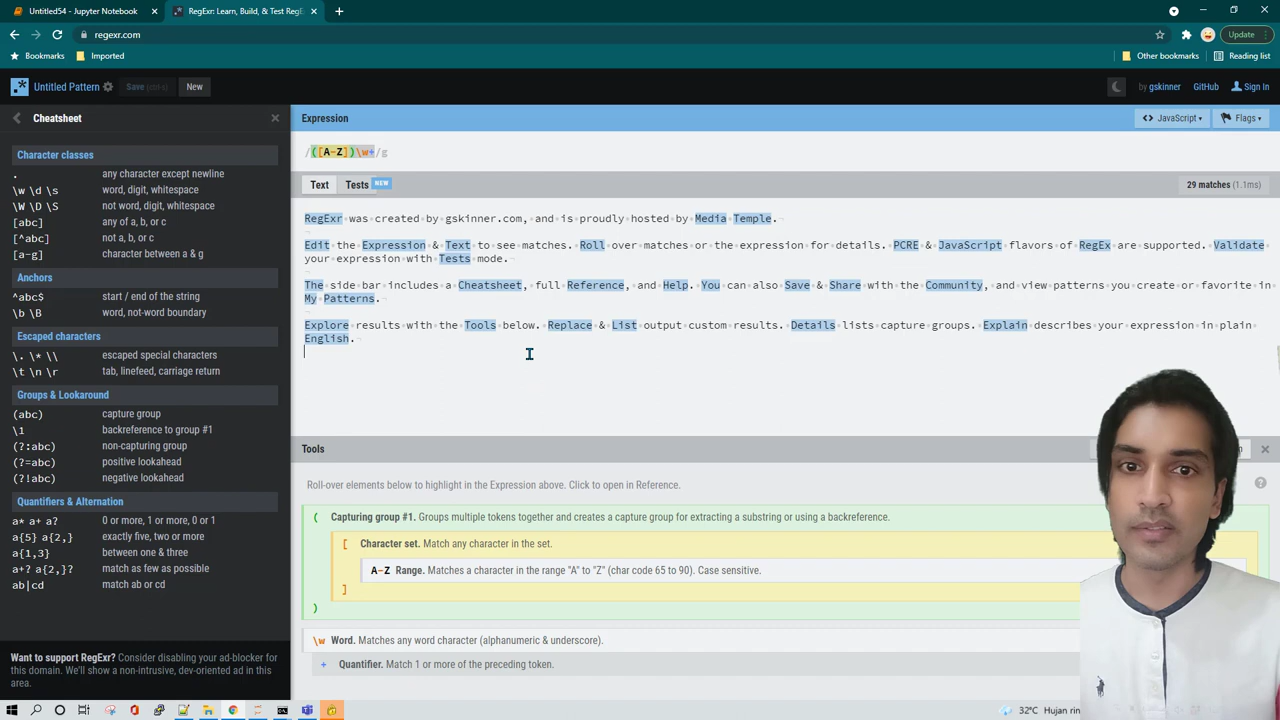 Untitled54 - Jupyter Notebook
RegExr: Learn, Build, & Test RegE
regexr.com
Update
Bookmarks
Imported
Other bookmarks
Reading list
Untitled Pattern
Save (ctrl-s)
New
by gskinner
GitHub
Sign In
Cheatsheet
Character classes
. any character except newline
\w \d \s word, digit, whitespace
\W \D \S not word, digit, whitespace
[abc] any of a, b, or c
[^abc] not a, b, or c
[a-g] character between a & g
Anchors
^abc$ start / end of the string
\b \B word, not-word boundary
Escaped characters
\. \* \\ escaped special characters
\t \n \r tab, linefeed, carriage return
Groups & Lookaround
(abc) capture group
\1 backreference to group #1
(?:abc) non-capturing group
(?=abc) positive lookahead
(?!abc) negative lookahead
Quantifiers & Alternation
a* a+ a? 0 or more, 1 or more, 0 or 1
a{5} a{2,} exactly five, two or more
a{1,3} between one & three
a+? a{2,}? match as few as possible
ab|cd match ab or cd
Want to support RegExr? Consider disabling your ad-blocker for
this domain. We'll show a non-intrusive, dev-oriented ad in this
area.
Expression
JavaScript
Flags
/([A-Z])\w+/g
Text
Tests NEW
29 matches (1.1ms)
RegExr was created by gskinner.com, and is proudly hosted by Media Temple.
Edit the Expression & Text to see matches. Roll over matches or the expression for details. PCRE & JavaScript flavors of RegEx are supported. Validate
your expression with Tests mode.
The side bar includes a Cheatsheet, full Reference, and Help. You can also Save & Share with the Community, and view patterns you create or favorite in
My Patterns.
Explore results with the Tools below. Replace & List output custom results. Details lists capture groups. Explain describes your expression in plain
English.
Tools
Roll-over elements below to highlight in the Expression above. Click to open in Reference.
( Capturing group #1. Groups multiple tokens together and creates a capture group for extracting a substring or using a backreference.
[ Character set. Match any character in the set.
A-Z Range. Matches a character in the range "A" to "Z" (char code 65 to 90). Case sensitive.
]
)
\w Word. Matches any word character (alphanumeric & underscore).
+ Quantifier. Match 1 or more of the preceding token.
32°C Hujan rin